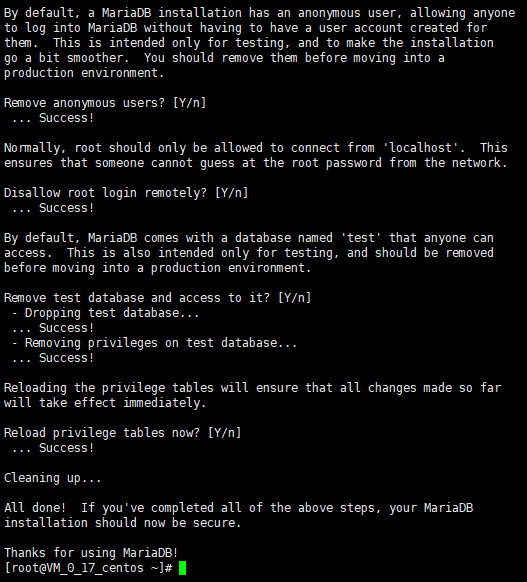 By default, a MariaDB installation has an anonymous user, allowing anyone
to log into MariaDB without having to have a user account created for
them.  This is intended only for testing, and to make the installation
go a bit smoother.  You should remove them before moving into a
production environment.

Remove anonymous users? [Y/n]
 ... Success!

Normally, root should only be allowed to connect from 'localhost'.  This
ensures that someone cannot guess at the root password from the network.

Disallow root login remotely? [Y/n]
 ... Success!

By default, MariaDB comes with a database named 'test' that anyone can
access.  This is also intended only for testing, and should be removed
before moving into a production environment.

Remove test database and access to it? [Y/n]
 - Dropping test database...
 ... Success!
 - Removing privileges on test database...
 ... Success!

Reloading the privilege tables will ensure that all changes made so far
will take effect immediately.

Reload privilege tables now? [Y/n]
 ... Success!

Cleaning up...

All done!  If you've completed all of the above steps, your MariaDB
installation should now be secure.

Thanks for using MariaDB!
[root@VM_0_17_centos ~]#